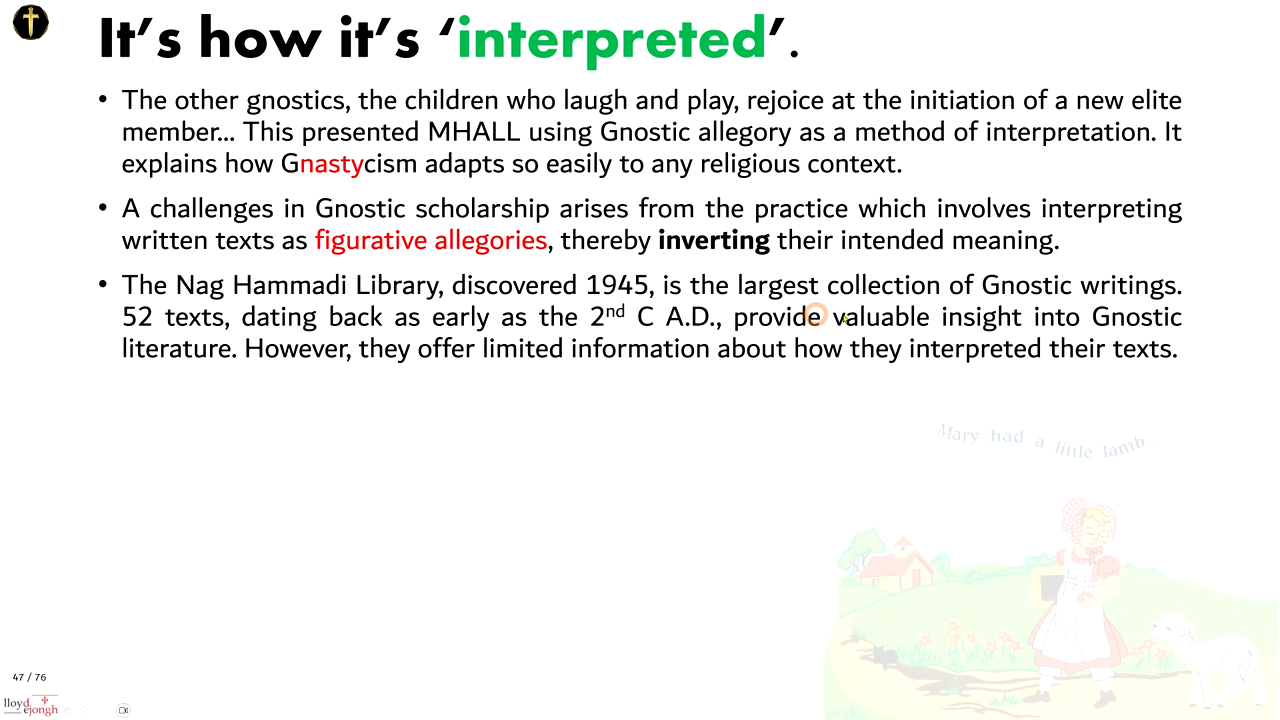 It's how it's ‘interpreted’.
• The other gnostics, the children who laugh and play, rejoice at the initiation of a new elite
member... This presented MHALL using Gnostic allegory as a method of interpretation. It
explains how Gnastycism adapts so easily to any religious context.
• A challenges in Gnostic scholarship arises from the practice which involves interpreting
written texts as figurative allegories, thereby inverting their intended meaning.
• The Nag Hammadi Library, discovered 1945, is the largest collection of Gnostic writings.
52 texts, dating back as early as the 2nd C A.D., provide valuable insight into Gnostic
literature. However, they offer limited information about how they interpreted their texts.
Mary had a little lamb...
47 / 76
lloyd
dejongh